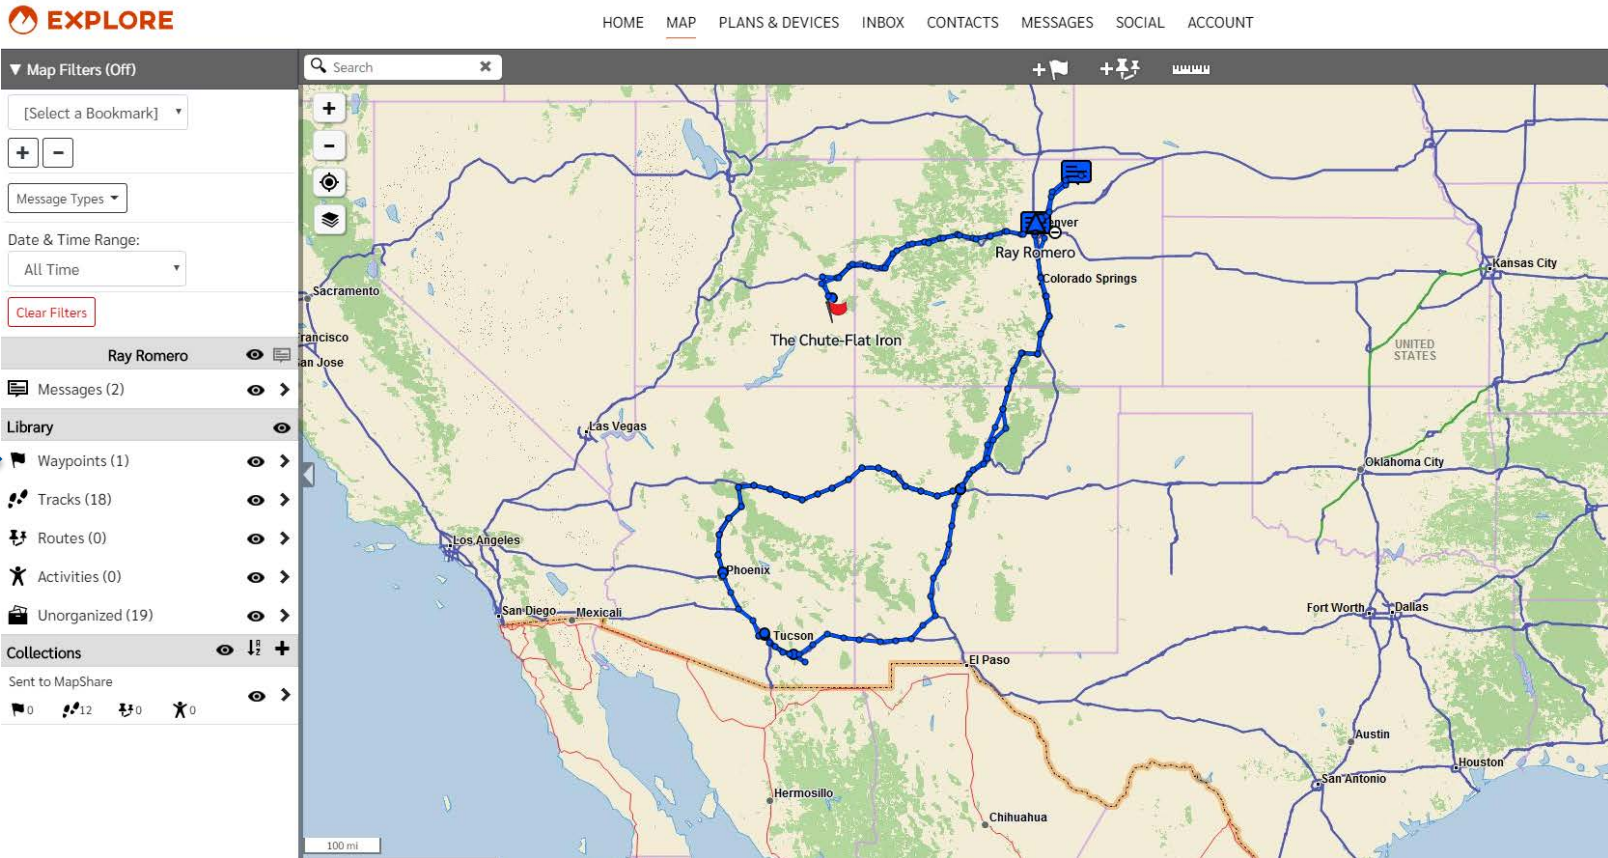 EXPLORE
HOME MAP PLANS & DEVICES INBOX CONTACTS MESSAGES SOCIAL ACCOUNT
Map Filters (Off)
Search
[Select a Bookmark]
Message Types
Date & Time Range:
All Time
Clear Filters
Ray Romero
Messages (2)
Library
Waypoints (1)
Tracks (18)
Routes (0)
Activities (0)
Unorganized (19)
Collections
Sent to MapShare
0 12 0 0
enver
Ray Romero
Colorado Springs
Kansas City
Sacramento
The Chute-Flat Iron
rancisco
an Jose
UNITED
STATES
Las Vegas
Oklahoma City
Los Angeles
Phoenix
San Diego
Mexicali
Fort Worth
Dallas
Tucson
El Paso
Austin
Houston
San Antonio
Hermosillo
Chihuahua
100 mi